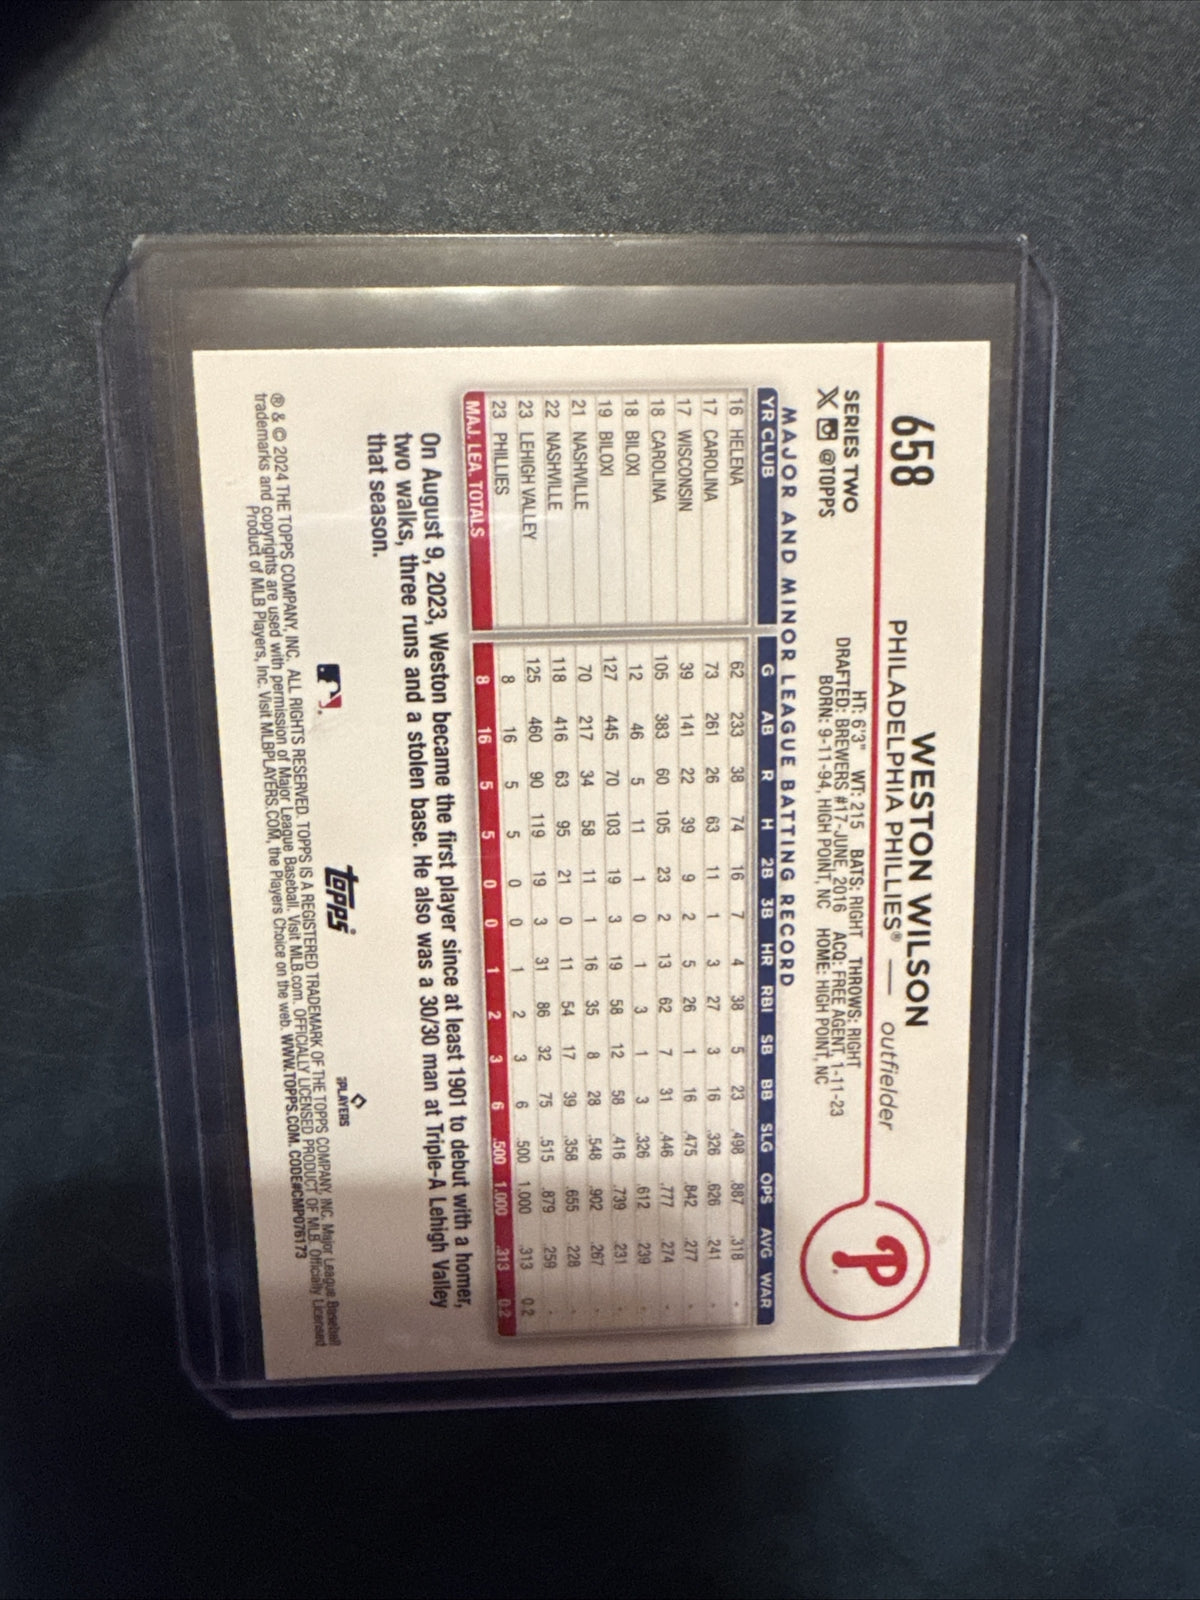 658
WESTON WILSON
PHILADELPHIA PHILLIES® — outfielder
SERIES TWO
@TOPPS
HT: 6'3" WT: 215 BATS: RIGHT THROWS: RIGHT
DRAFTED: BREWERS #17-JUNE, 2016 ACQ: FREE AGENT, 1-11-23
BORN: 9-11-94, HIGH POINT, NC HOME: HIGH POINT, NC
P
MAJOR AND MINOR LEAGUE BATTING RECORD
YR CLUB G AB R H 2B 3B HR RBI SB BB SLG OPS AVG WAR
16 HELENA 62 233 38 74 16 7 4 38 5 23 .498 .887 .318 -
17 CAROLINA 73 261 26 63 11 1 3 27 3 16 .326 .626 .241 -
17 WISCONSIN 39 141 22 39 9 2 5 26 1 16 .475 .842 .277 -
18 CAROLINA 105 383 60 105 23 2 13 62 7 31 .446 .777 .274 -
18 BILOXI 12 46 5 11 1 0 1 3 1 3 .326 .612 .239 -
19 BILOXI 127 445 70 103 19 3 19 58 12 58 .416 .739 .231 -
21 NASHVILLE 70 217 34 58 11 1 16 35 8 28 .548 .902 .267 -
22 NASHVILLE 118 416 63 95 21 0 11 54 17 39 .358 .655 .228 -
23 LEHIGH VALLEY 125 460 90 119 19 3 31 86 32 75 .515 .879 .259 -
23 PHILLIES 8 16 5 5 0 0 1 2 3 6 .500 1.000 .313 0.2
MAJ. LEA. TOTALS 8 16 5 5 0 0 1 2 3 6 .500 1.000 .313 0.2
On August 9, 2023, Weston became the first player since at least 1901 to debut with a homer,
two walks, three runs and a stolen base. He also was a 30/30 man at Triple-A Lehigh Valley
that season.
topps®
PLAYERS
® & © 2024 THE TOPPS COMPANY, INC. ALL RIGHTS RESERVED. TOPPS IS A REGISTERED TRADEMARK OF THE TOPPS COMPANY, INC. Major League Baseball
trademarks and copyrights are used with permission of Major League Baseball. Visit MLB.com. OFFICIALLY LICENSED PRODUCT OF MLB. Officially Licensed
Product of MLB Players, Inc. Visit MLBPLAYERS.COM, the Players Choice on the web. WWW.TOPPS.COM. CODE#CMP076173